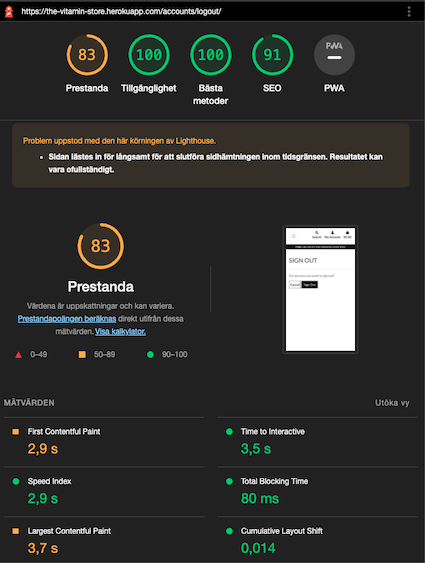 https://the-vitamin-store.herokuapp.com/accounts/logout/
83
100
100
91
PWA
Prestanda
Tillgänglighet
Bästa
metoder
SEO
PWA
Problem uppstod med den här körningen av Lighthouse.
Sidan lästes in för långsamt för att slutföra sidhämtningen inom tidsgränsen. Resultatet kan
vara ofullständigt.
83
Prestanda
Värdena är uppskattningar och kan variera.
Prestandapoängen beräknas direkt utifrån dessa
mätvärden. Visa kalkylator.
0–49
50–89
90–100
SIGN OUT
Sign Out
MÄTVÄRDEN
Utöka vy
First Contentful Paint
2,9 s
Time to Interactive
3,5 s
Speed Index
2,9 s
Total Blocking Time
80 ms
Largest Contentful Paint
3,7 s
Cumulative Layout Shift
0,014